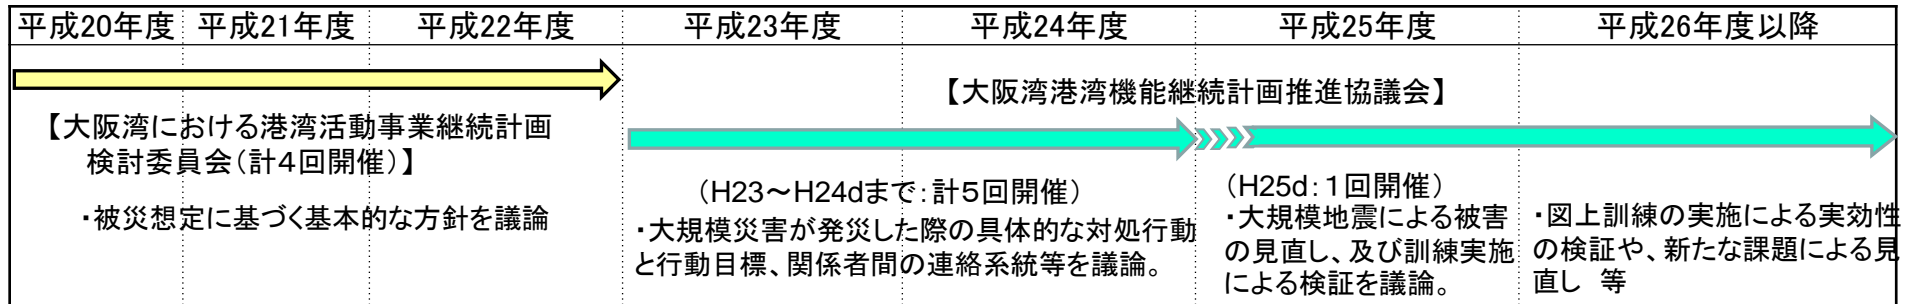 平成20年度 平成21年度 平成22年度 平成23年度 平成24年度 平成25年度 平成26年度以降
【大阪湾における港湾活動事業継続計画
検討委員会(計4回開催)】
・被災想定に基づく基本的な方針を議論
【大阪湾港湾機能継続計画推進協議会】
(H23～H24dまで:計5回開催)
・大規模災害が発災した際の具体的な対処行動
と行動目標、関係者間の連絡系統等を議論。
(H25d:1回開催)
・大規模地震による被害
の見直し、及び訓練実施
による検証を議論。
・図上訓練の実施による実効性
の検証や、新たな課題による見
直し 等